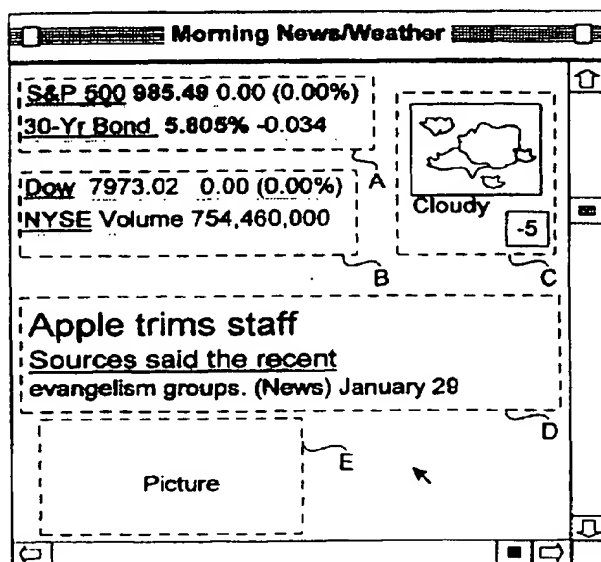 Morning News/Weather
S&P 500 985.49 0.00 (0.00%)
30-Yr Bond 5.805% -0.034
A
Dow 7973.02 0.00 (0.00%)
NYSE Volume 754,460,000
B
Cloudy
-5
C
Apple trims staff
Sources said the recent
evangelism groups. (News) January 29
D
Picture
E